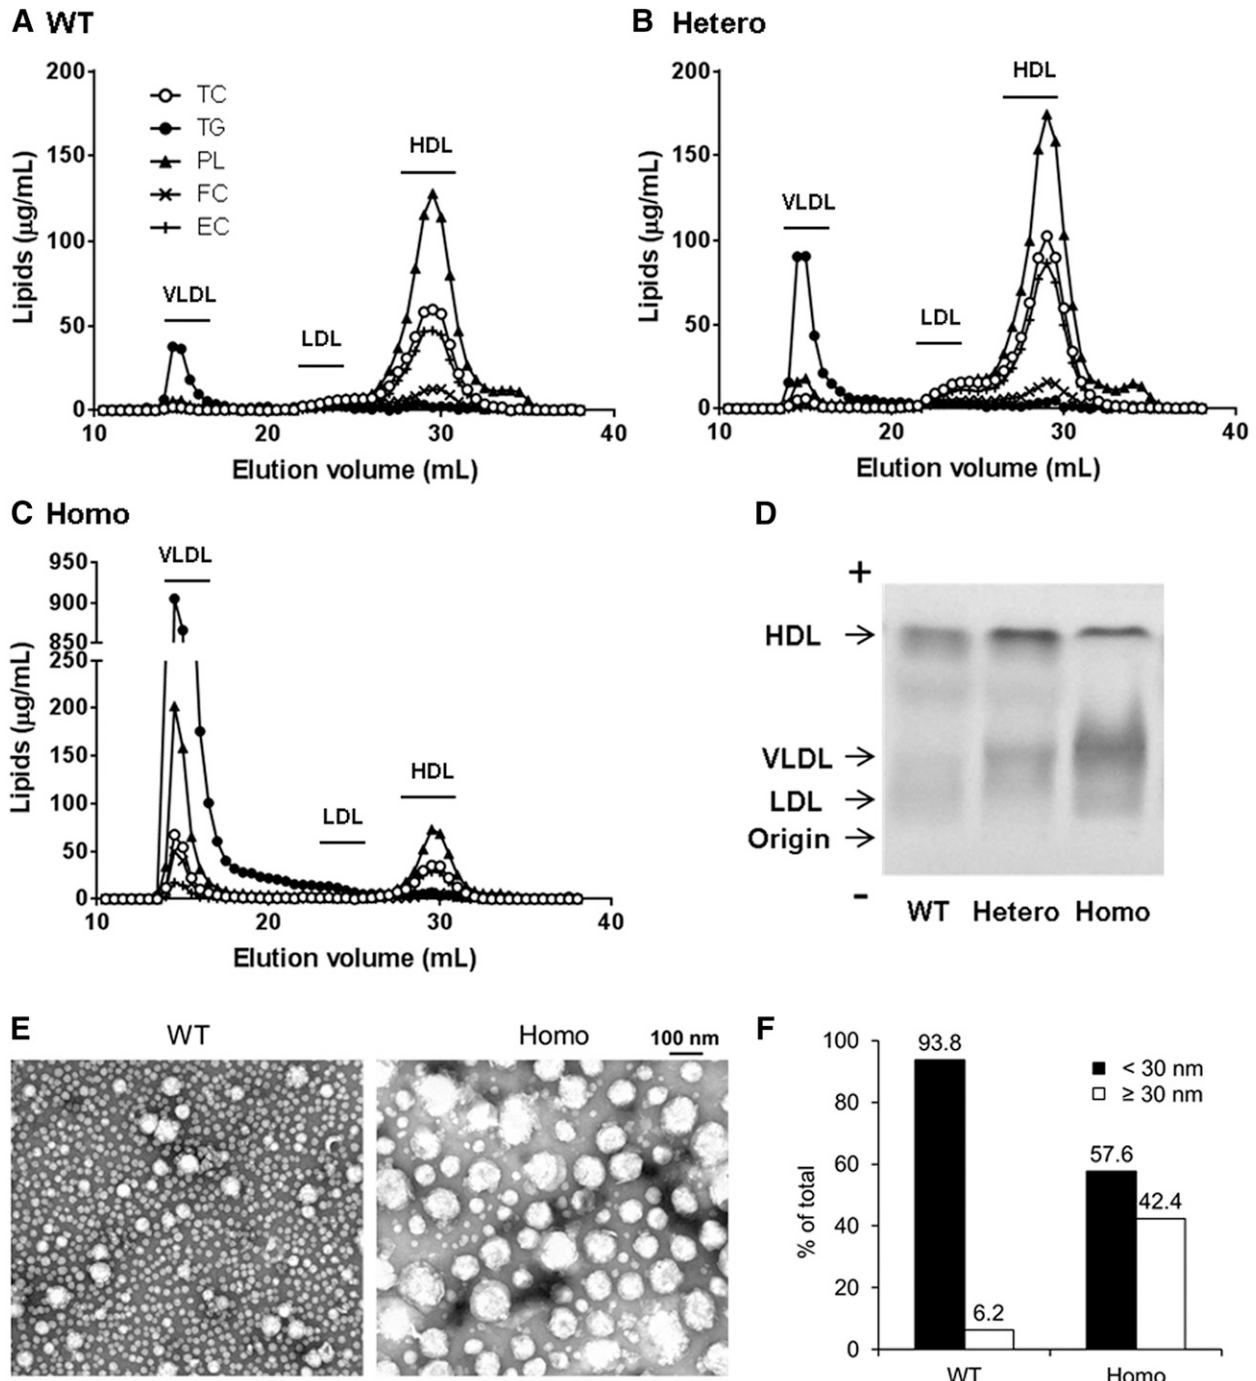 A WT
200
150
100
50
0
10 20 30 40
Lipids (μg/mL)
Elution volume (mL)
TC
TG
PL
FC
EC
VLDL
LDL
HDL
B Hetero
200
150
100
50
0
10 20 30 40
Lipids (μg/mL)
Elution volume (mL)
VLDL
LDL
HDL
C Homo
950
900
850
250
200
150
100
50
0
10 20 30 40
Lipids (μg/mL)
Elution volume (mL)
VLDL
LDL
HDL
D
+
HDL
VLDL
LDL
Origin
-
WT Hetero Homo
E
WT Homo 100 nm
F
100
80
60
40
20
0
% of total
93.8
6.2
57.6
42.4
< 30 nm
≥ 30 nm
WT Homo